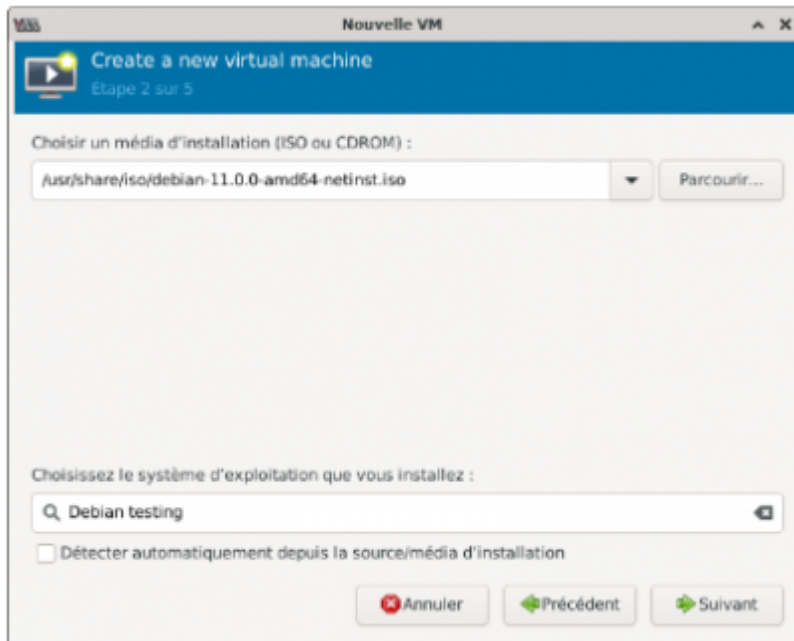 Nouvelle VM
Create a new virtual machine
Étape 2 sur 5
Choisir un média d'installation (ISO ou CDROM) :
/usr/share/iso/debian-11.0.0-amd64-netinst.iso
Parcourir...
Choisissez le système d'exploitation que vous installez :
Debian testing
Détecter automatiquement depuis la source/média d'installation
Annuler Précédent Suivant